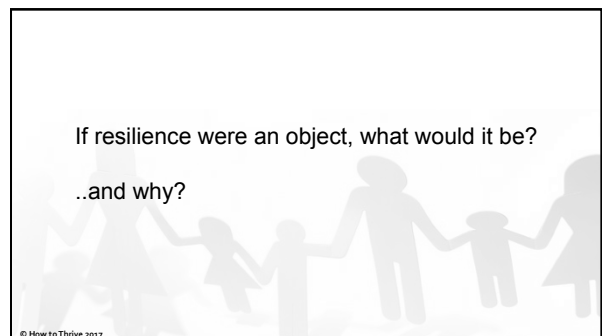 If resilience were an object, what would it be?
..and why?
© How to Thrive 2017